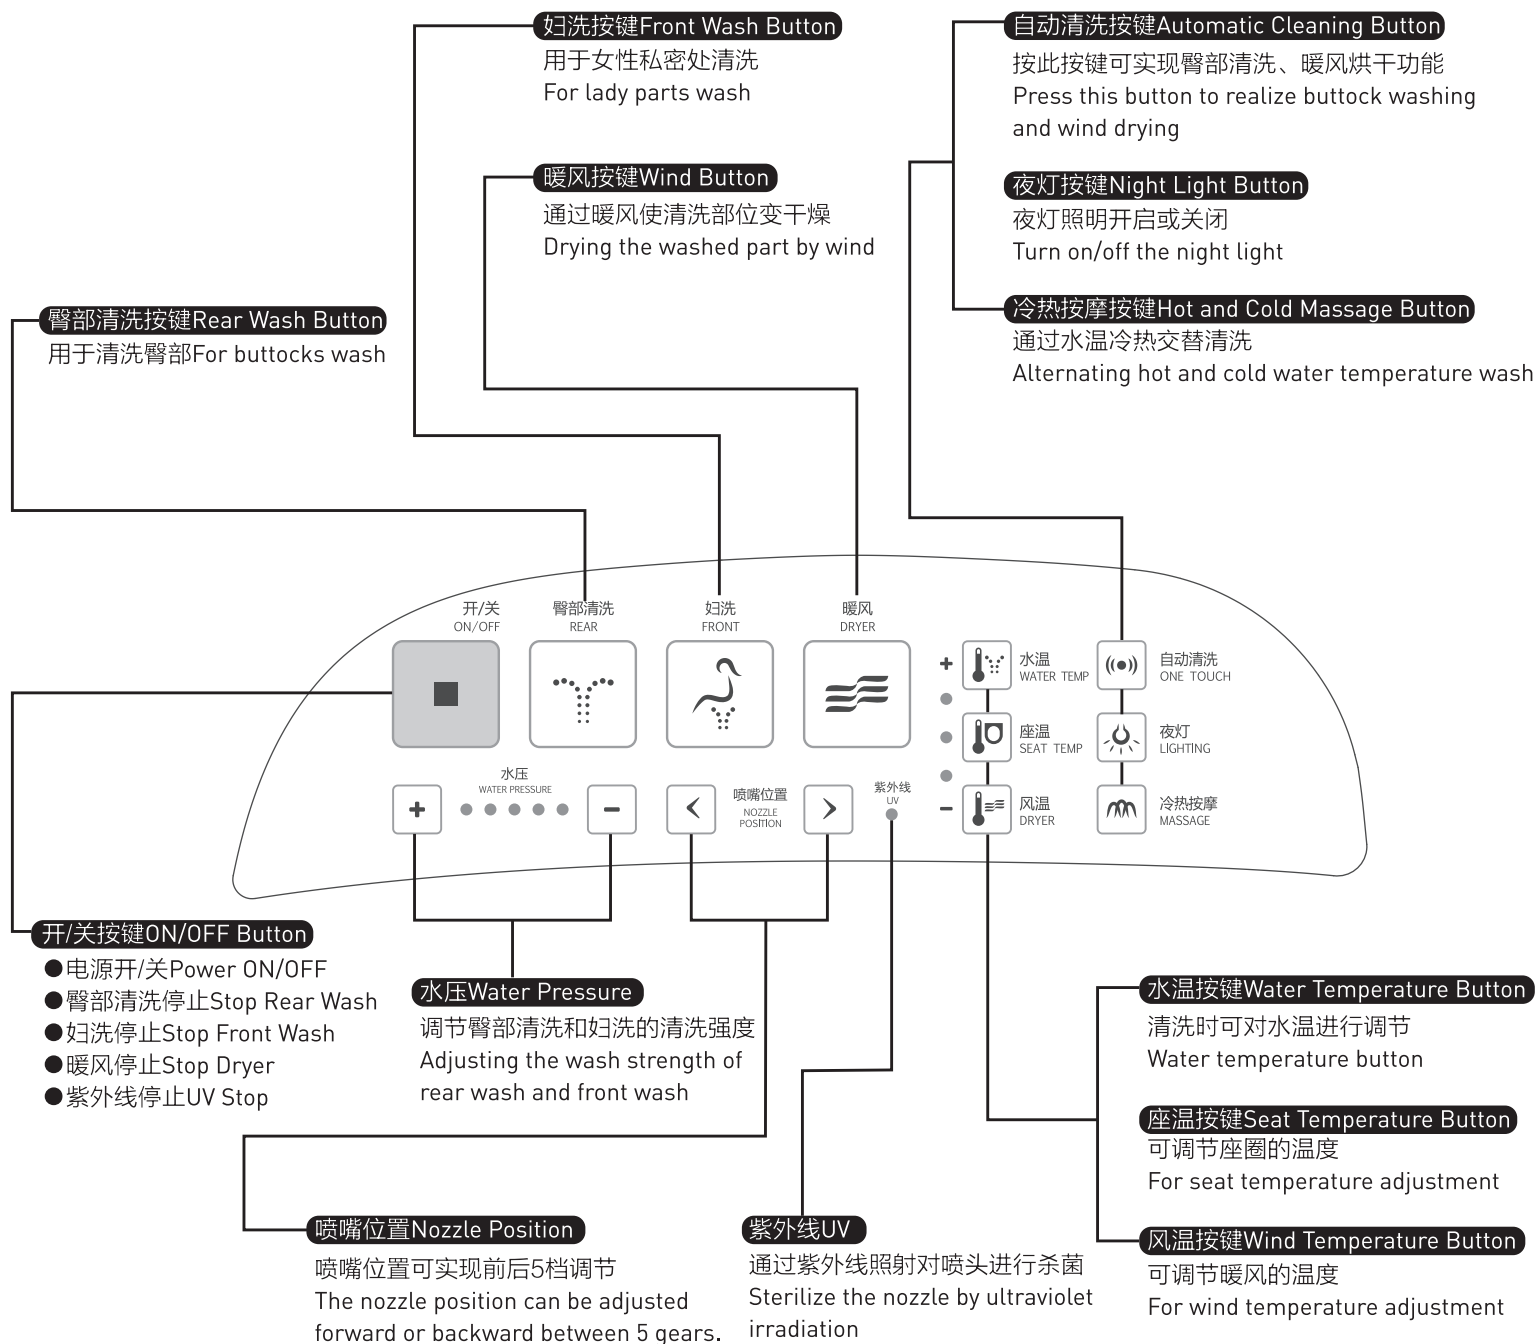 妇洗按键Front Wash Button
用于女性私密处清洗
For lady parts wash
自动清洗按键Automatic Cleaning Button
按此按键可实现臀部清洗、暖风烘干功能
Press this button to realize buttock washing
and wind drying
暖风按键Wind Button
通过暖风使清洗部位变干燥
Drying the washed part by wind
夜灯按键Night Light Button
夜灯照明开启或关闭
Turn on/off the night light
臀部清洗按键Rear Wash Button
用于清洗臀部For buttocks wash
冷热按摩按键Hot and Cold Massage Button
通过水温冷热交替清洗
Alternating hot and cold water temperature wash
开/关
ON/OFF
臀部清洗
REAR
妇洗
FRONT
暖风
DRYER
+
水温
WATER TEMP
自动清洗
ONE TOUCH
座温
SEAT TEMP
夜灯
LIGHTING
+
水压
WATER PRESSURE
−
<
喷嘴位置
NOZZLE
POSITION
>
紫外线
UV
−
风温
DRYER
冷热按摩
MASSAGE
开/关按键ON/OFF Button
●电源开/关Power ON/OFF
●臀部清洗停止Stop Rear Wash
●妇洗停止Stop Front Wash
●暖风停止Stop Dryer
●紫外线停止UV Stop
水压Water Pressure
调节臀部清洗和妇洗的清洗强度
Adjusting the wash strength of
rear wash and front wash
水温按键Water Temperature Button
清洗时可对水温进行调节
Water temperature button
座温按键Seat Temperature Button
可调节座圈的温度
For seat temperature adjustment
喷嘴位置Nozzle Position
喷嘴位置可实现前后5档调节
The nozzle position can be adjusted
forward or backward between 5 gears.
紫外线UV
通过紫外线照射对喷头进行杀菌
Sterilize the nozzle by ultraviolet
irradiation
风温按键Wind Temperature Button
可调节暖风的温度
For wind temperature adjustment